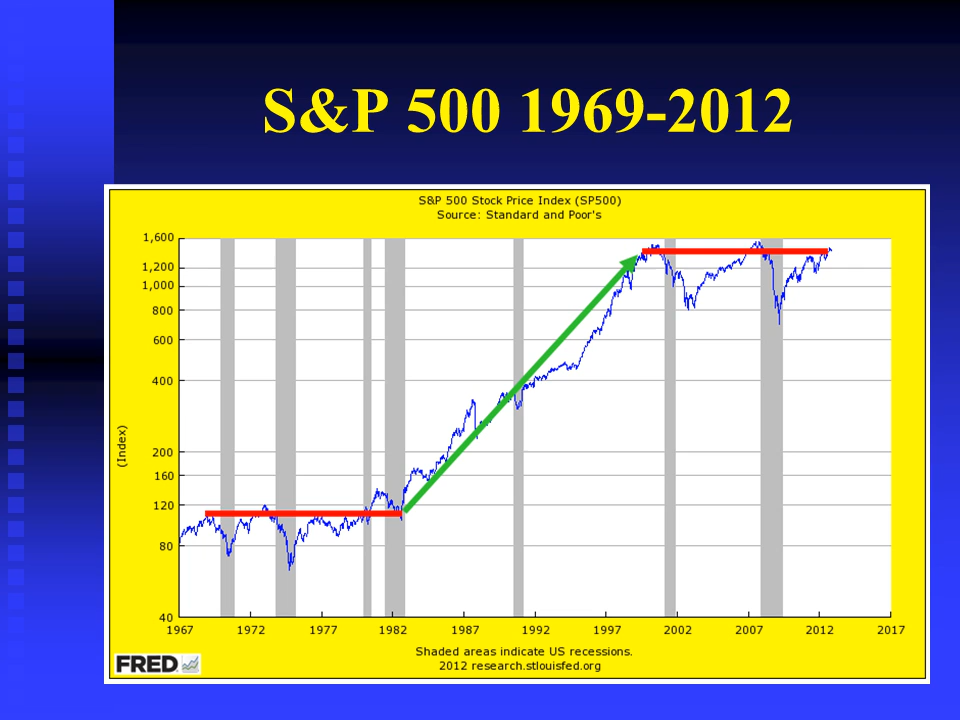 S&P 500 1969-2012
S&P 500 Stock Price Index (SP500)
Source: Standard and Poor's
1,600
1,200
1,000
800
600
400
200
160
120
80
40
(Index)
1967 1972 1977 1982 1987 1992 1997 2002 2007 2012 2017
Shaded areas indicate US recessions.
2012 research.stlouisfed.org
FRED